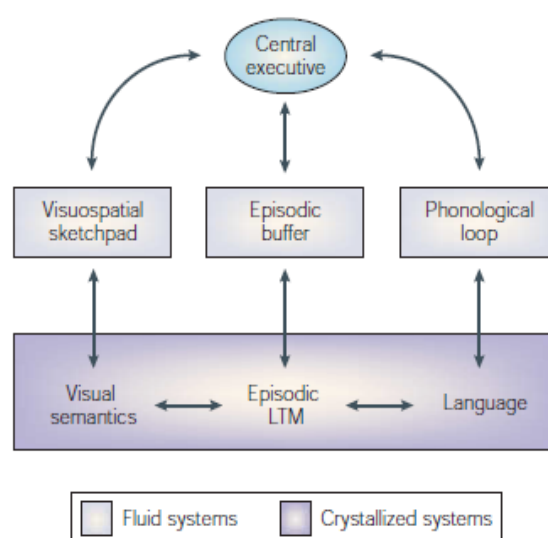 Central
executive
Visuospatial
sketchpad
Episodic
buffer
Phonological
loop
Visual
semantics
Episodic
LTM
Language
Fluid systems
Crystallized systems